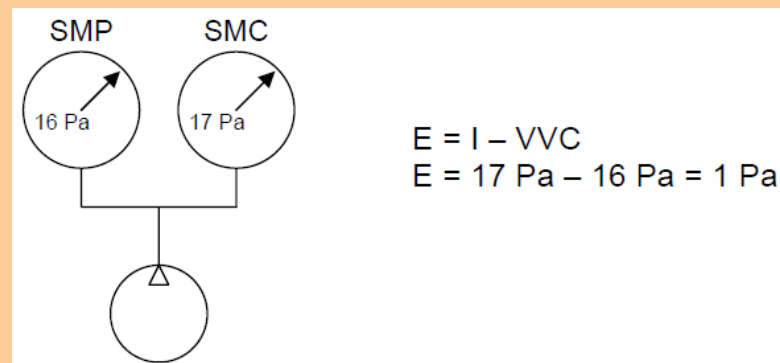 SMP SMC
16 Pa 17 Pa
E = I – VVC
E = 17 Pa – 16 Pa = 1 Pa